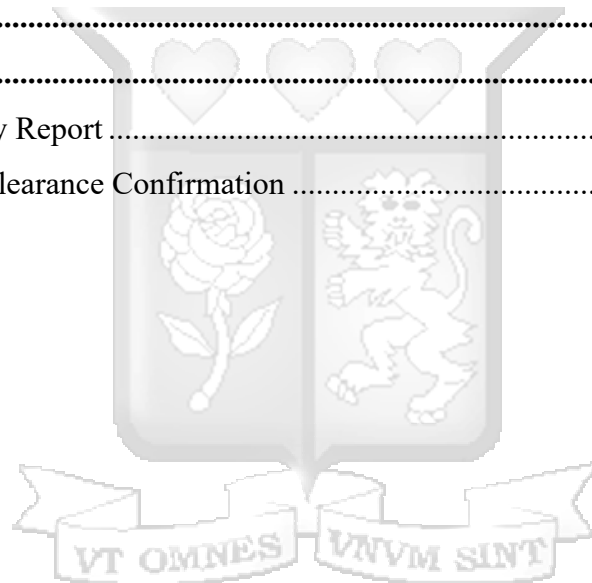 ....................................................................
....................................................................
y Report ....................................................
learance Confirmation ................................
VT OMNES VNVM SINT